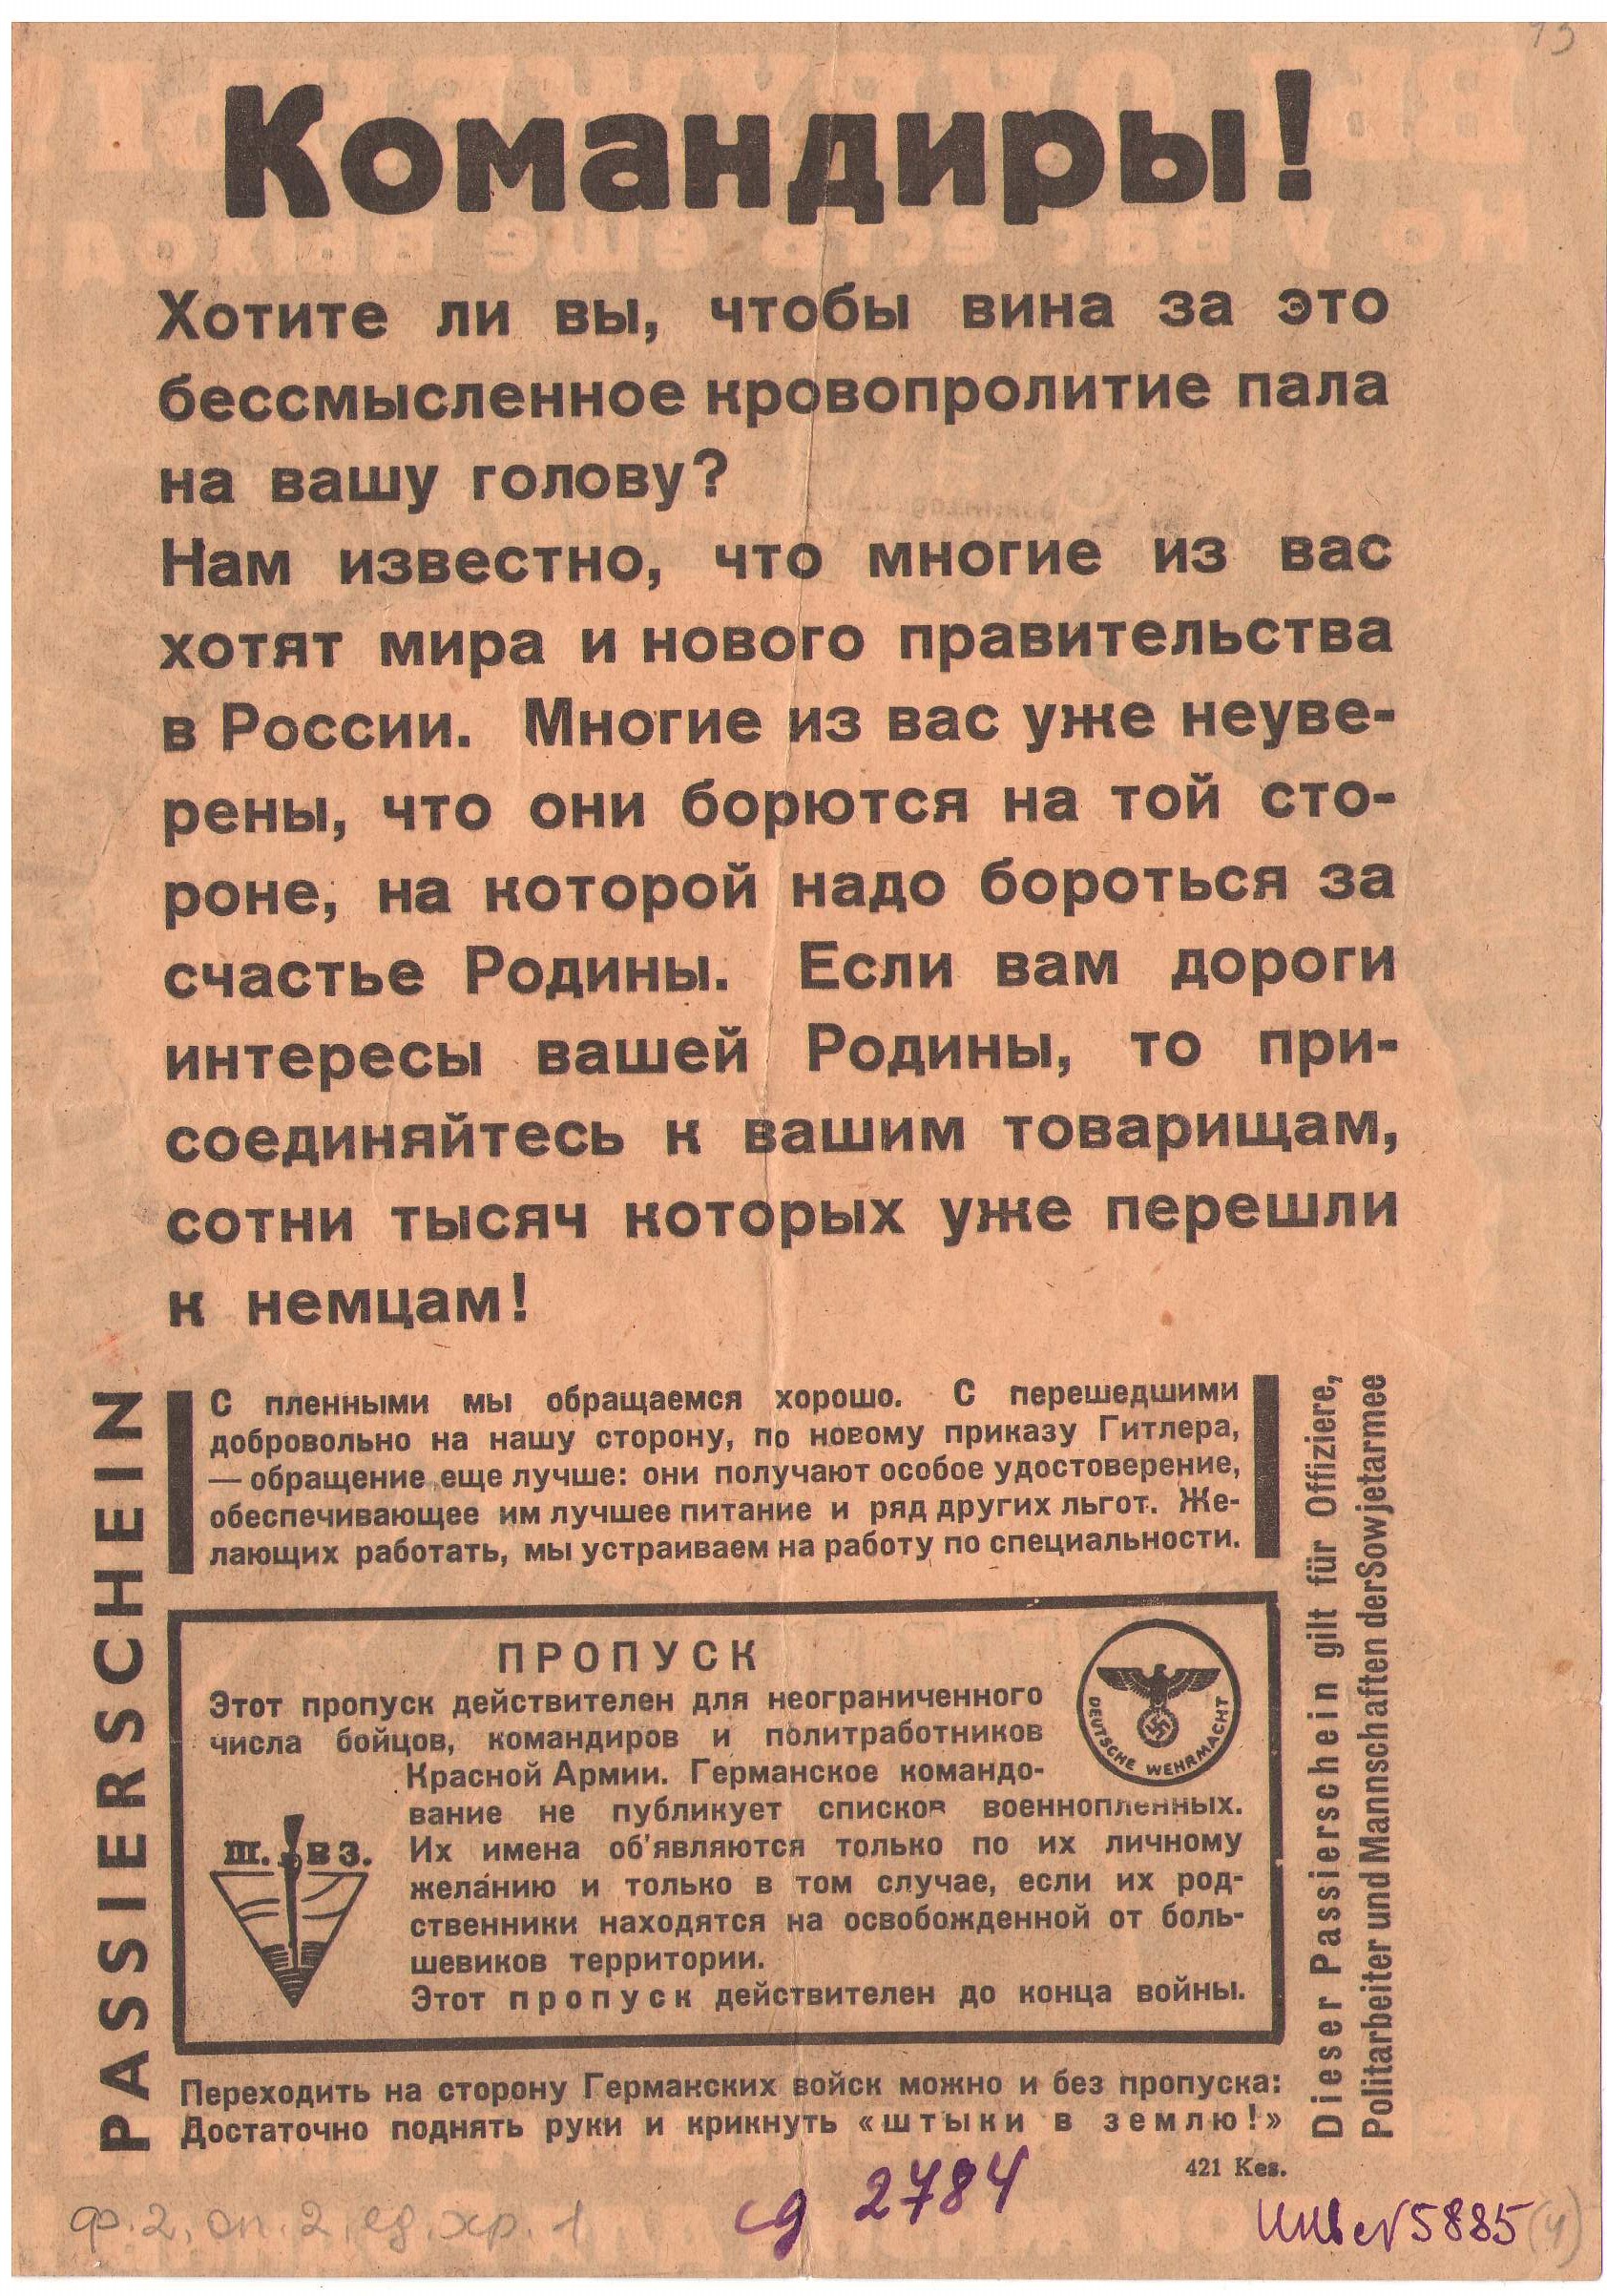 13
Командиры!
Хотите ли вы, чтобы вина за это
бессмысленное кровопролитие пала
на вашу голову?
Нам известно, что многие из вас
хотят мира и нового правительства
в России. Многие из вас уже неуве-
рены, что они борются на той сто-
роне, на которой надо бороться за
счастье Родины. Если вам дороги
интересы вашей Родины, то при-
соединяйтесь к вашим товарищам,
сотни тысяч которых уже перешли
к немцам!
PASSIERSCHEIN
С пленными мы обращаемся хорошо. С перешедшими
добровольно на нашу сторону, по новому приказу Гитлера,
— обращение еще лучше: они получают особое удостоверение,
обеспечивающее им лучшее питание и ряд других льгот. Же-
лающих работать, мы устраиваем на работу по специальности.
ПРОПУСК
Этот пропуск действителен для неограниченного
числа бойцов, командиров и политработников
Красной Армии. Германское командо-
вание не публикует списков военнопленных.
Их имена об'являются только по их личному
желанию и только в том случае, если их род-
ственники находятся на освобожденной от боль-
шевиков территории.
Этот пропуск действителен до конца войны.
DEUTSCHE WEHRMACHT
Ш. В З.
Dieser Passierschein gilt für Offiziere,
Politarbeiter und Mannschaften der Sowjetarmee
Переходить на сторону Германских войск можно и без пропуска:
Достаточно поднять руки и крикнуть «штыки в землю!»
421 Kes.
ф. 2, оп. 2, ед. хр. 1
сд 2784
Инв № 5885 (4)